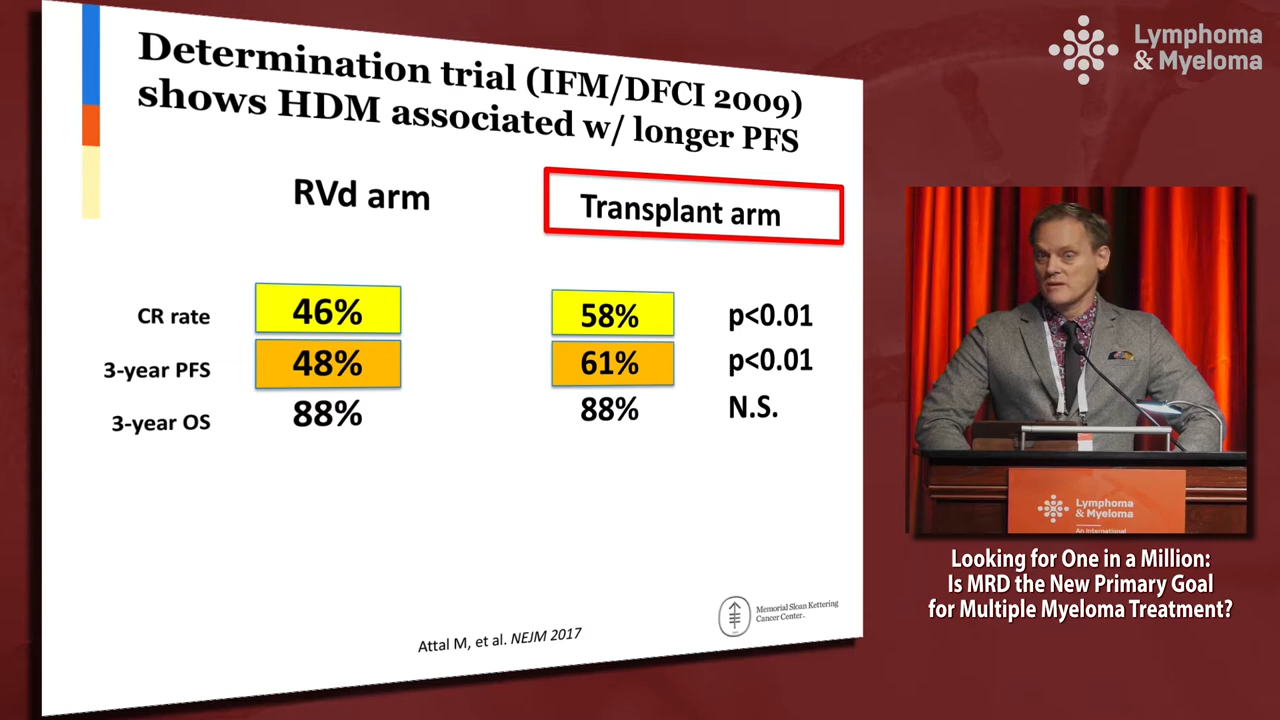 Determination trial (IFM/DFCI 2009)
shows HDM associated w/ longer PFS
RVd arm
Transplant arm
CR rate 46% 58% p<0.01
3-year PFS 48% 61% p<0.01
3-year OS 88% 88% N.S.
Attal M, et al. NEJM 2017
Memorial Sloan Kettering
Cancer Center
Lymphoma
& Myeloma
Lymphoma
& Myeloma
An International
Looking for One in a Million:
Is MRD the New Primary Goal
for Multiple Myeloma Treatment?